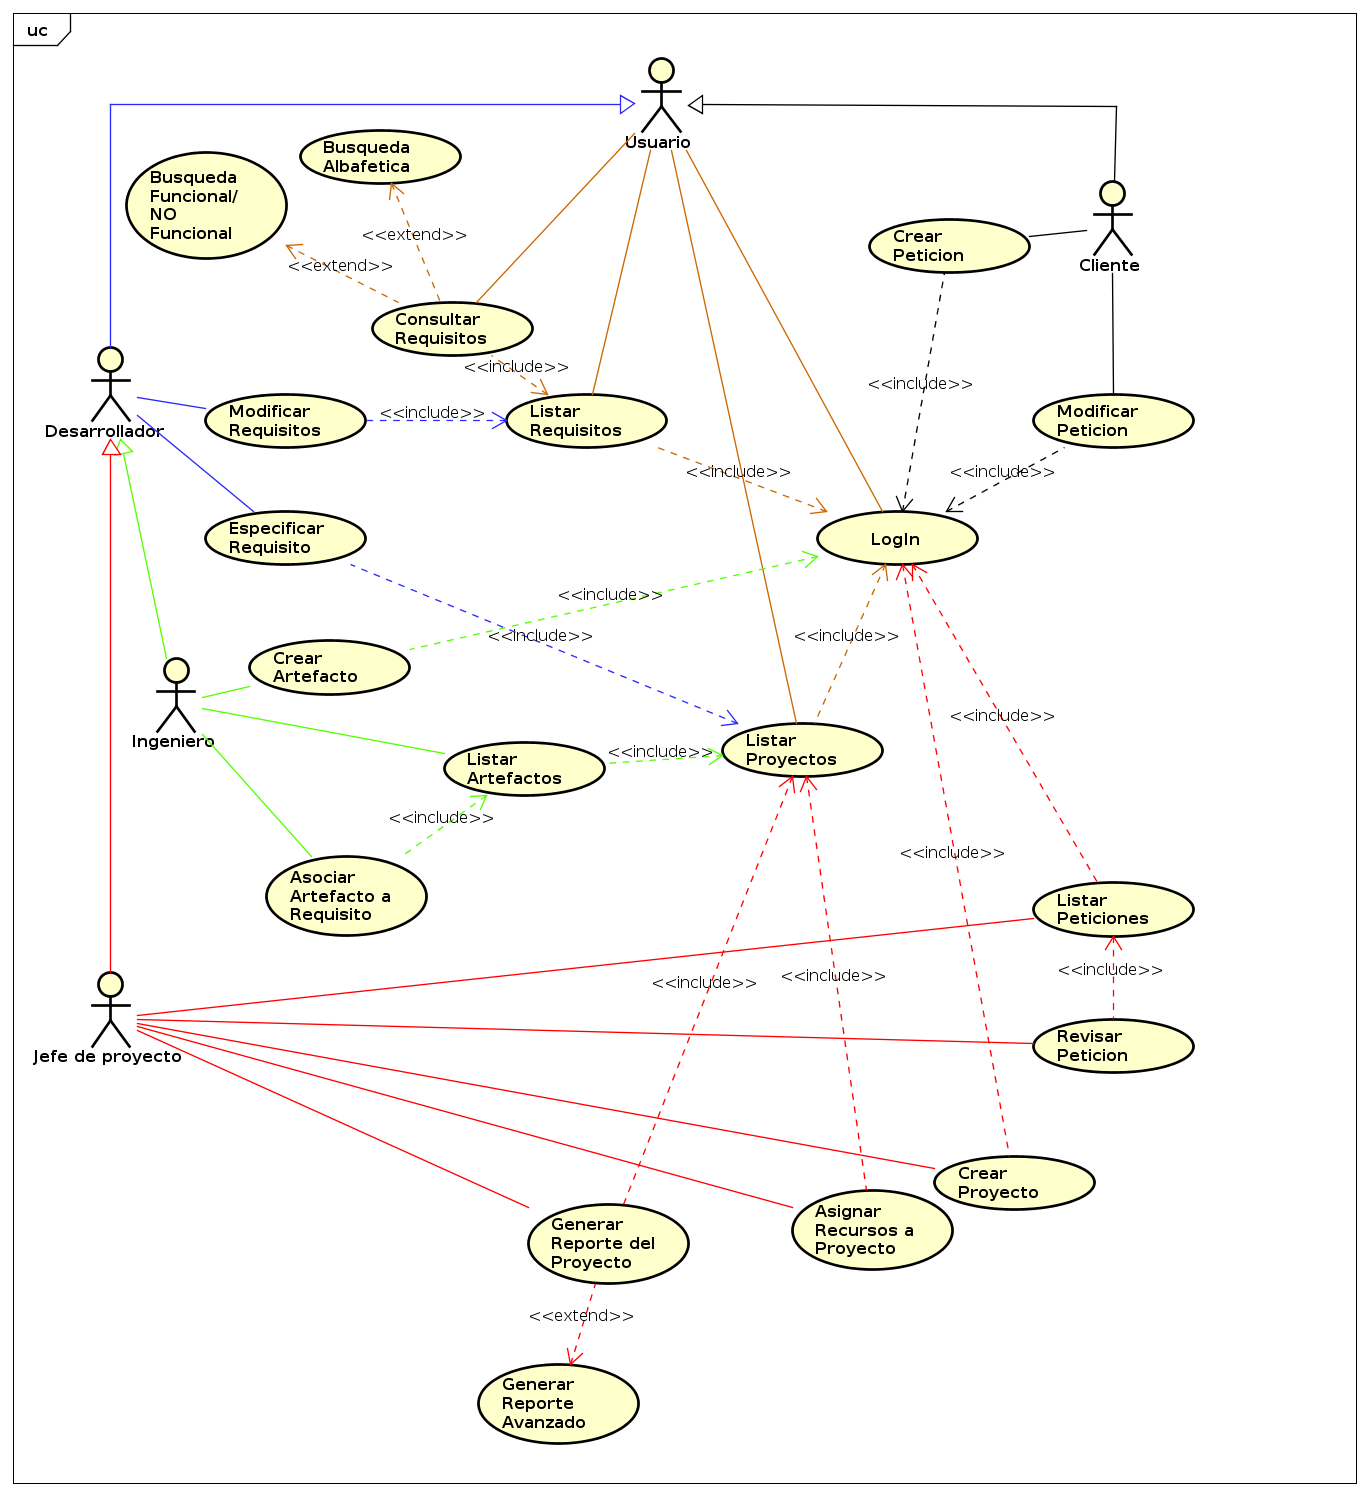 uc
Usuario
Busqueda
Albafetica
Busqueda
Funcional/
NO
Funcional
<<extend>>
<<extend>>
Crear
Peticion
Cliente
Consultar
Requisitos
<<include>>
<<include>>
Desarrollador
Modificar
Requisitos
<<include>>
Listar
Requisitos
Modificar
Peticion
<<include>>
<<include>>
Especificar
Requisito
LogIn
<<include>>
<<include>>
<<include>>
Crear
Artefacto
Ingeniero
Listar
Artefactos
<<include>>
Listar
Proyectos
<<include>>
<<include>>
Asociar
Artefacto a
Requisito
<<include>>
Listar
Peticiones
<<include>>
<<include>>
<<include>>
Jefe de proyecto
Revisar
Peticion
Crear
Proyecto
Asignar
Recursos a
Proyecto
Generar
Reporte del
Proyecto
<<extend>>
Generar
Reporte
Avanzado